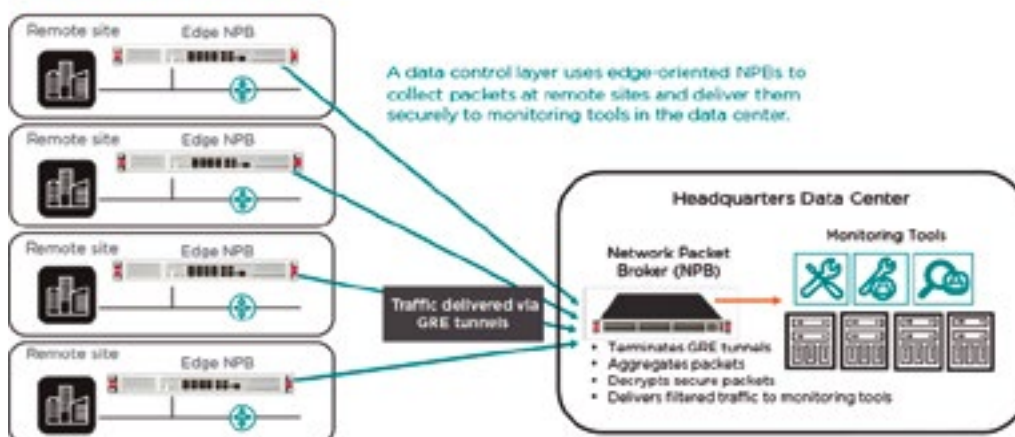 Remote site
Edge NPB
Remote site
Edge NPB
Remote site
Edge NPB
Remote site
Edge NPB
A data control layer uses edge-oriented NPBs to
collect packets at remote sites and deliver them
securely to monitoring tools in the data center.
Traffic delivered via
GRE tunnels
Headquarters Data Center
Network Packet
Broker (NPB)
Monitoring Tools
• Terminates GRE tunnels
• Aggregates packets
• Decrypts secure packets
• Delivers filtered traffic to monitoring tools